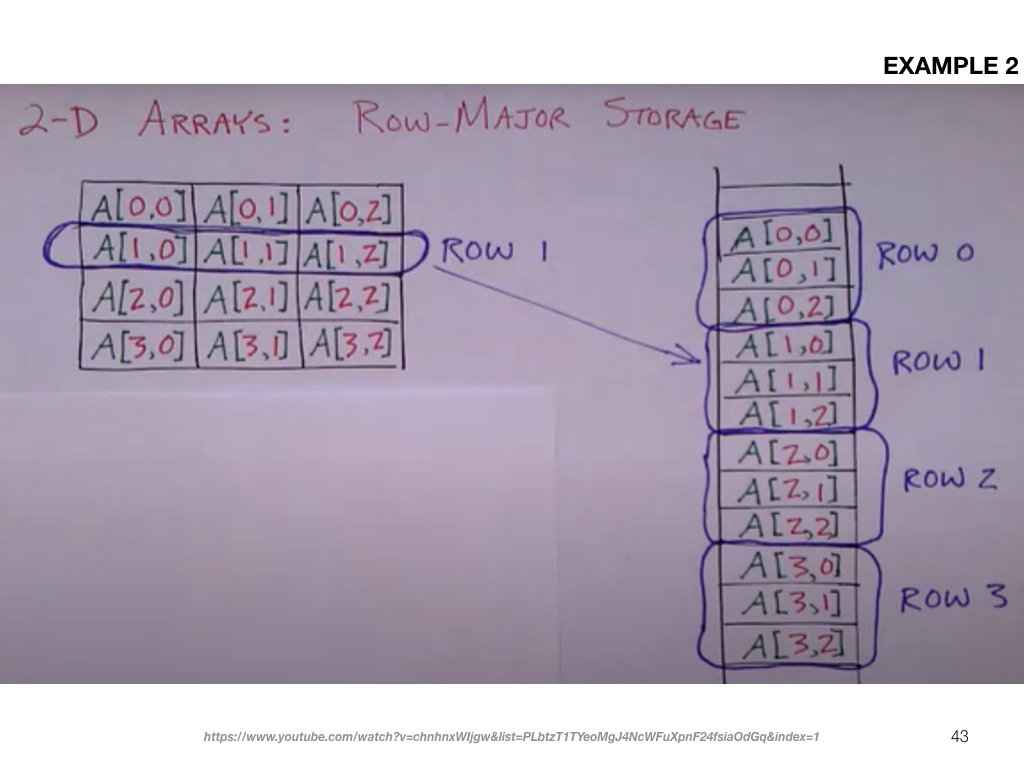 EXAMPLE 2
2-D ARRAYS: ROW-MAJOR STORAGE
A[0,0] A[0,1] A[0,2]
A[1,0] A[1,1] A[1,2] ROW 1
A[2,0] A[2,1] A[2,2]
A[3,0] A[3,1] A[3,2]
A[0,0]
A[0,1]
A[0,2]
ROW 0
A[1,0]
A[1,1]
A[1,2]
ROW 1
A[2,0]
A[2,1]
A[2,2]
ROW 2
A[3,0]
A[3,1]
A[3,2]
ROW 3
https://www.youtube.com/watch?v=chnhnxWIjgw&list=PLbtzT1TYeoMgJ4NcWFuXpnF24fsiaOdGq&index=1
43